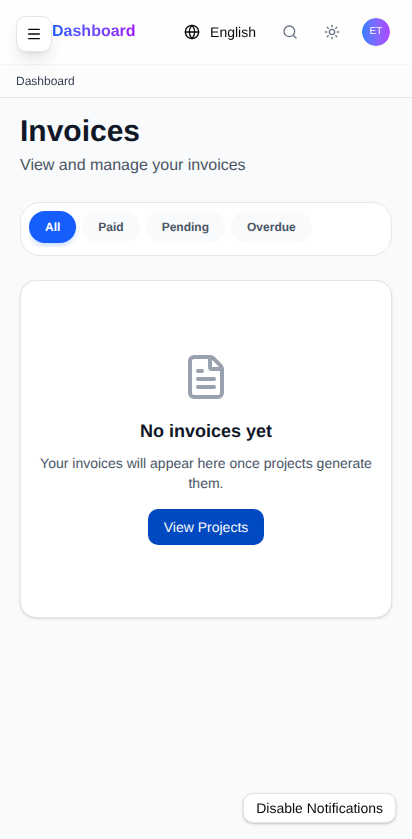 Dashboard
English
ET
Dashboard
Invoices
View and manage your invoices
All
Paid
Pending
Overdue
No invoices yet
Your invoices will appear here once projects generate
them.
View Projects
Disable Notifications